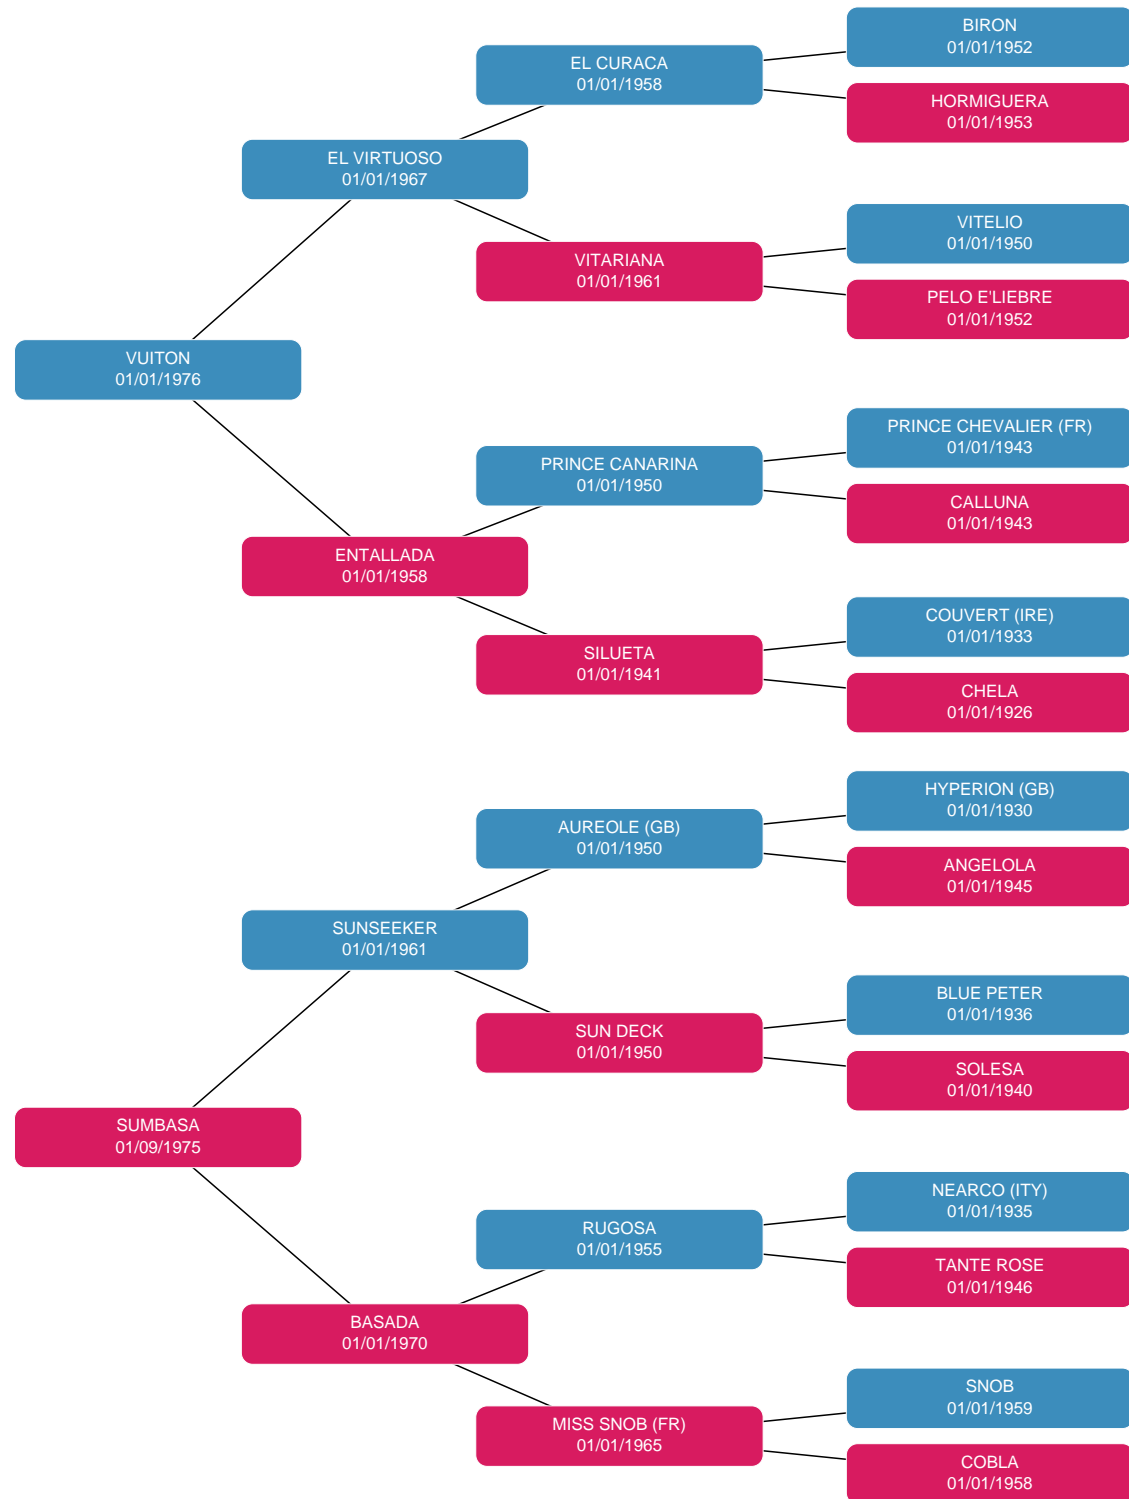 BIRON
01/01/1952
EL CURACA
01/01/1958
HORMIGUERA
01/01/1953
EL VIRTUOSO
01/01/1967
VITELIO
01/01/1950
VITARIANA
01/01/1961
PELO E'LIEBRE
01/01/1952
VUITON
01/01/1976
PRINCE CHEVALIER (FR)
01/01/1943
PRINCE CANARINA
01/01/1950
CALLUNA
01/01/1943
ENTALLADA
01/01/1958
COUVERT (IRE)
01/01/1933
SILUETA
01/01/1941
CHELA
01/01/1926
HYPERION (GB)
01/01/1930
AUREOLE (GB)
01/01/1950
ANGELOLA
01/01/1945
SUNSEEKER
01/01/1961
BLUE PETER
01/01/1936
SUN DECK
01/01/1950
SOLESA
01/01/1940
SUMBASA
01/09/1975
NEARCO (ITY)
01/01/1935
RUGOSA
01/01/1955
TANTE ROSE
01/01/1946
BASADA
01/01/1970
SNOB
01/01/1959
MISS SNOB (FR)
01/01/1965
COBLA
01/01/1958